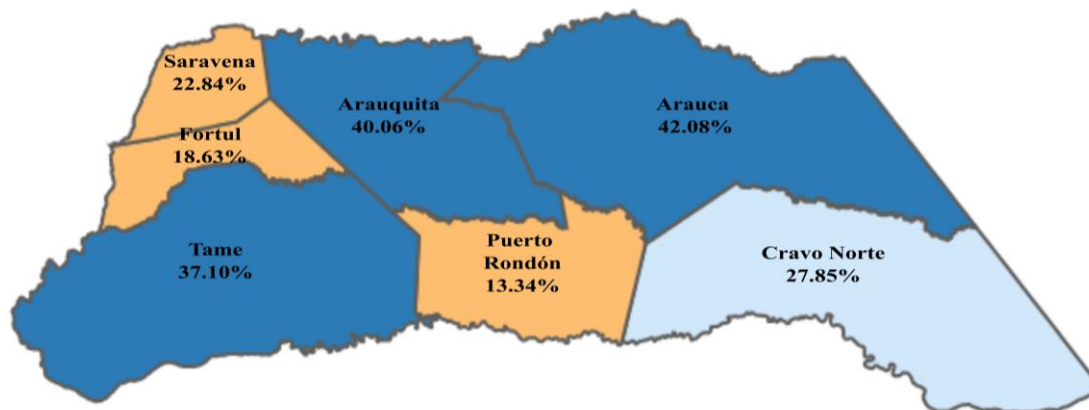 Saravena
22.84%
Arauquita
40.06%
Arauca
42.08%
Fortul
18.63%
Tame
37.10%
Puerto
Rondón
13.34%
Cravo Norte
27.85%